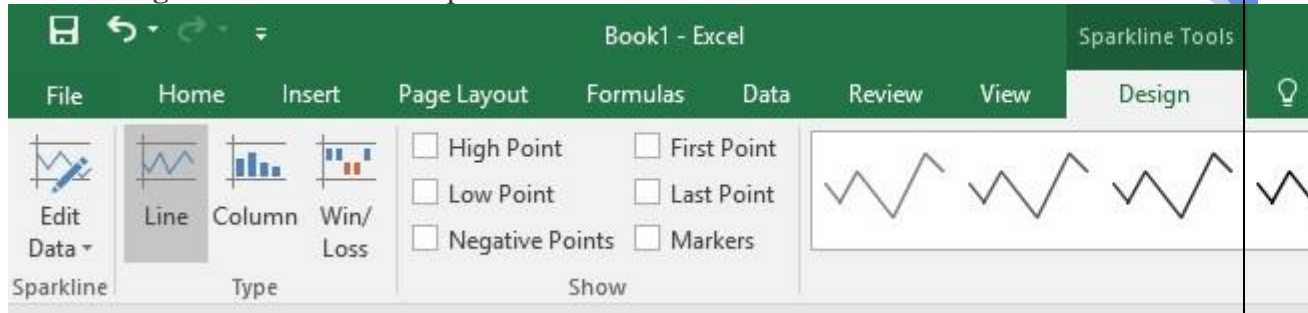 Book1 - Excel
Sparkline Tools
File Home Insert Page Layout Formulas Data Review View Design
Edit Data
Line
Column
Win/
Loss
High Point
Low Point
Negative Points
First Point
Last Point
Markers
Sparkline
Type
Show